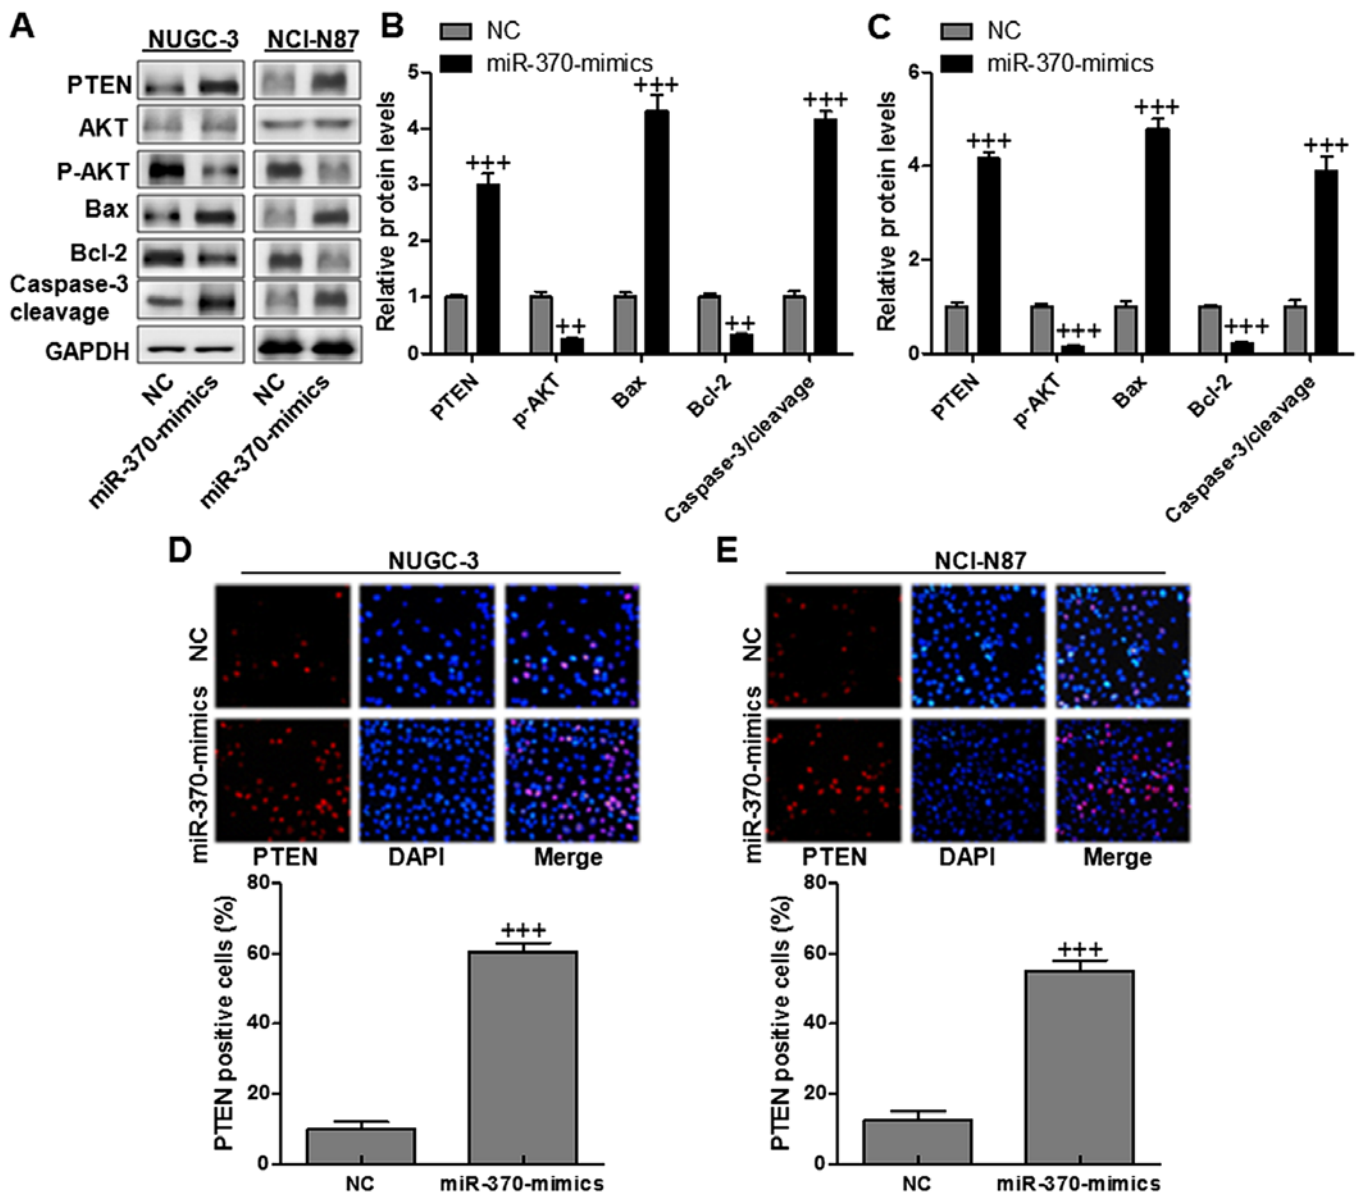 A
NUGC-3
NCI-N87
PTEN
AKT
P-AKT
Bax
Bcl-2
Caspase-3
cleavage
GAPDH
NC
miR-370-mimics
NC
miR-370-mimics
B
NC
miR-370-mimics
Relative protein levels
5
4
3
2
1
0
+++
++
+++
++
+++
PTEN
p-AKT
Bax
Bcl-2
Caspase-3/cleavage
C
NC
miR-370-mimics
Relative protein levels
6
4
2
0
+++
+++
+++
+++
+++
PTEN
p-AKT
Bax
Bcl-2
Caspase-3/cleavage
D
NUGC-3
NC
miR-370-mimics
PTEN
DAPI
Merge
PTEN positive cells (%)
80
60
40
20
0
+++
NC
miR-370-mimics
E
NCI-N87
NC
miR-370-mimics
PTEN
DAPI
Merge
PTEN positive cells (%)
80
60
40
20
0
+++
NC
miR-370-mimics